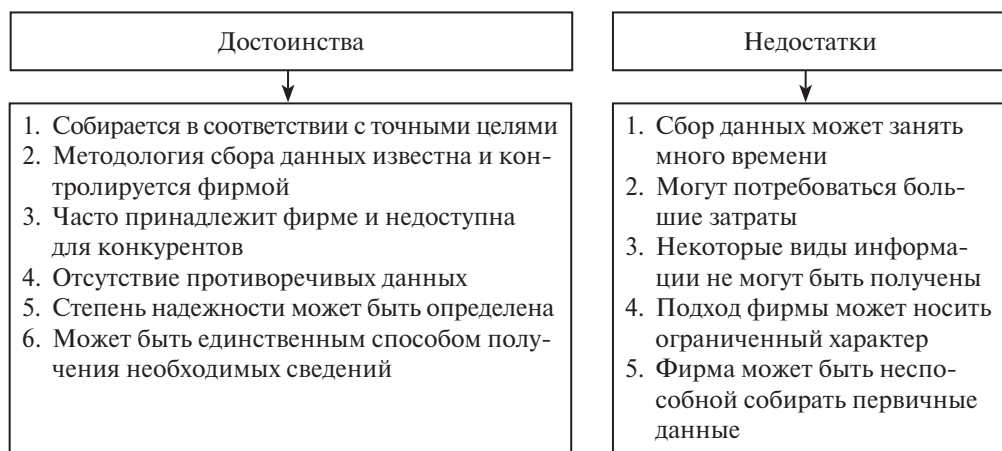 Достоинства
1. Собирается в соответствии с точными целями
2. Методология сбора данных известна и кон-
тролируется фирмой
3. Часто принадлежит фирме и недоступна
для конкурентов
4. Отсутствие противоречивых данных
5. Степень надежности может быть определена
6. Может быть единственным способом полу-
чения необходимых сведений
Недостатки
1. Сбор данных может занять
много времени
2. Могут потребоваться боль-
шие затраты
3. Некоторые виды информа-
ции не могут быть получены
4. Подход фирмы может носить
ограниченный характер
5. Фирма может быть неспо-
собной собирать первичные
данные